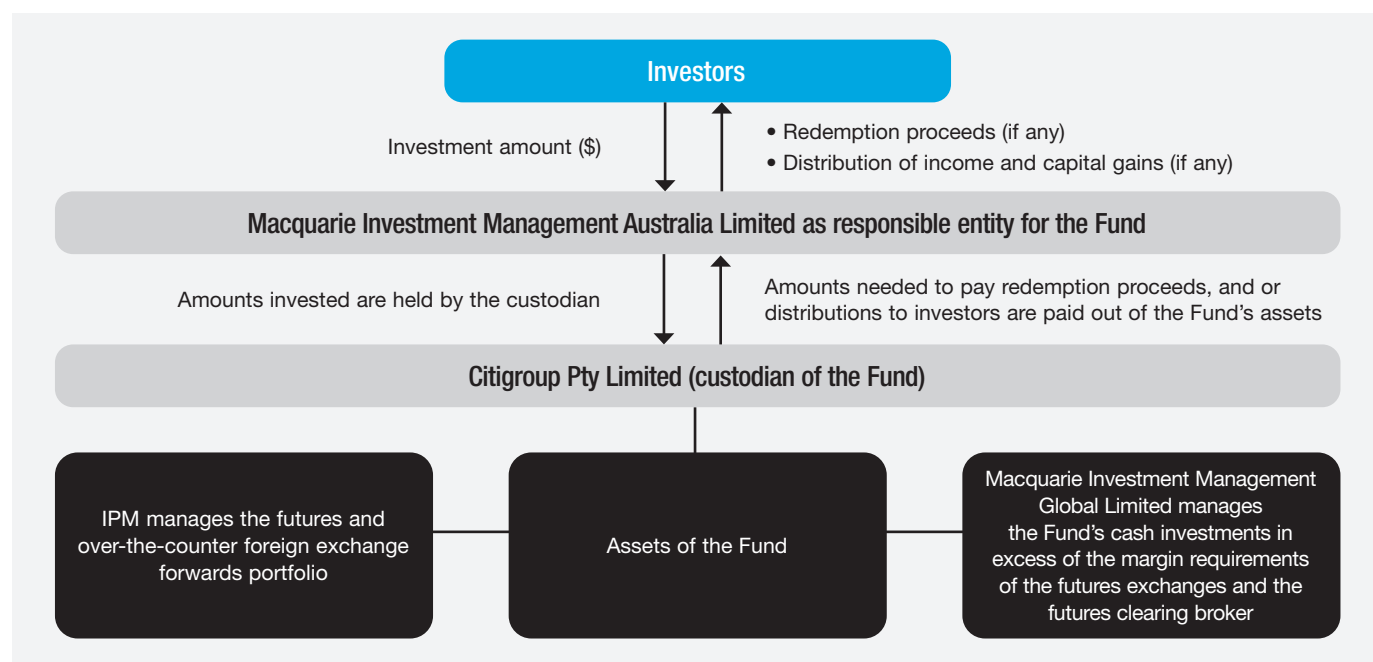 Investors
Investment amount ($)
• Redemption proceeds (if any)
• Distribution of income and capital gains (if any)
Macquarie Investment Management Australia Limited as responsible entity for the Fund
Amounts invested are held by the custodian
Amounts needed to pay redemption proceeds, and or
distributions to investors are paid out of the Fund's assets
Citigroup Pty Limited (custodian of the Fund)
IPM manages the futures and
over-the-counter foreign exchange
forwards portfolio
Assets of the Fund
Macquarie Investment Management
Global Limited manages
the Fund's cash investments in
excess of the margin requirements
of the futures exchanges and the
futures clearing broker